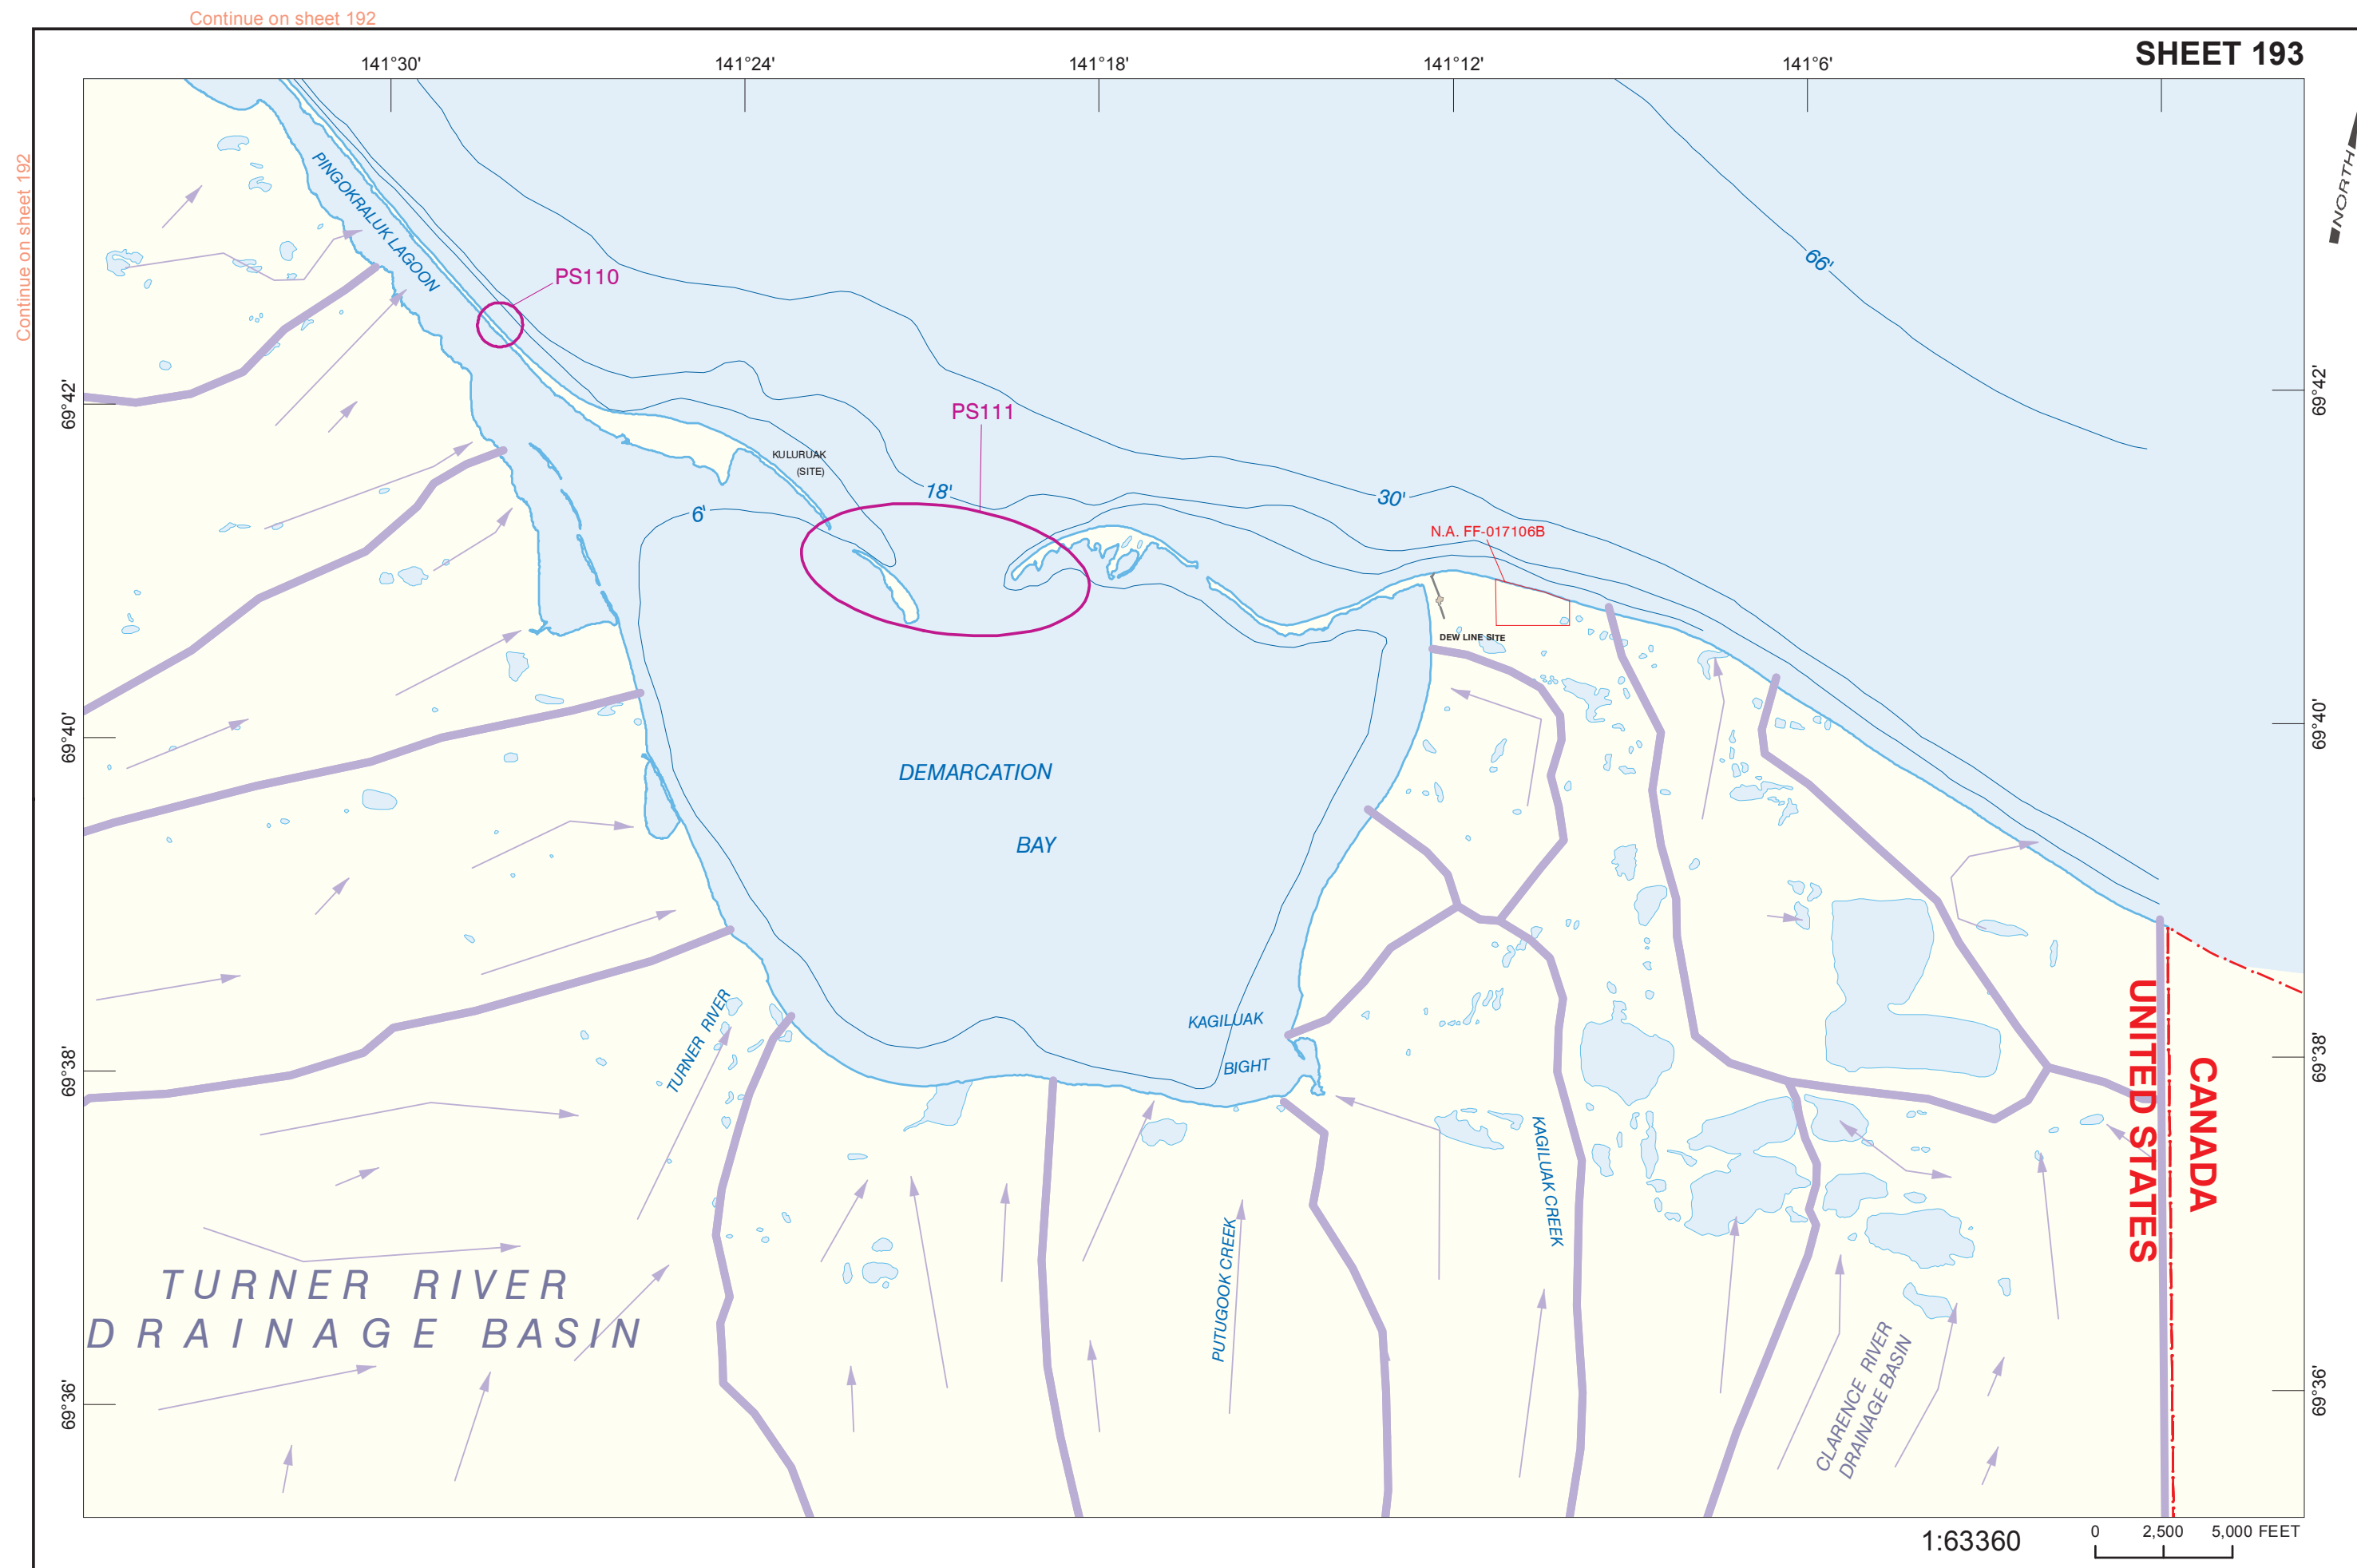 Continue on sheet 192
SHEET 193
141°30'
141°24'
141°18'
141°12'
141°6'
Continue on sheet 192
NORTH
PINGOKRALUK LAGOON
66'
PS110
69°42'
69°42'
PS111
KULURUAK
(SITE)
18'
30'
6'
N.A. FF-017106B
DEW LINE SITE
69°40'
69°40'
DEMARCATION
BAY
TURNER RIVER
KAGILUAK
BIGHT
69°38'
69°38'
UNITED STATES
CANADA
KAGILUAK CREEK
PUTUGOOK CREEK
TURNER RIVER
DRAINAGE BASIN
CLARENCE RIVER
DRAINAGE BASIN
69°36'
69°36'
1:63360
0 2,500 5,000 FEET